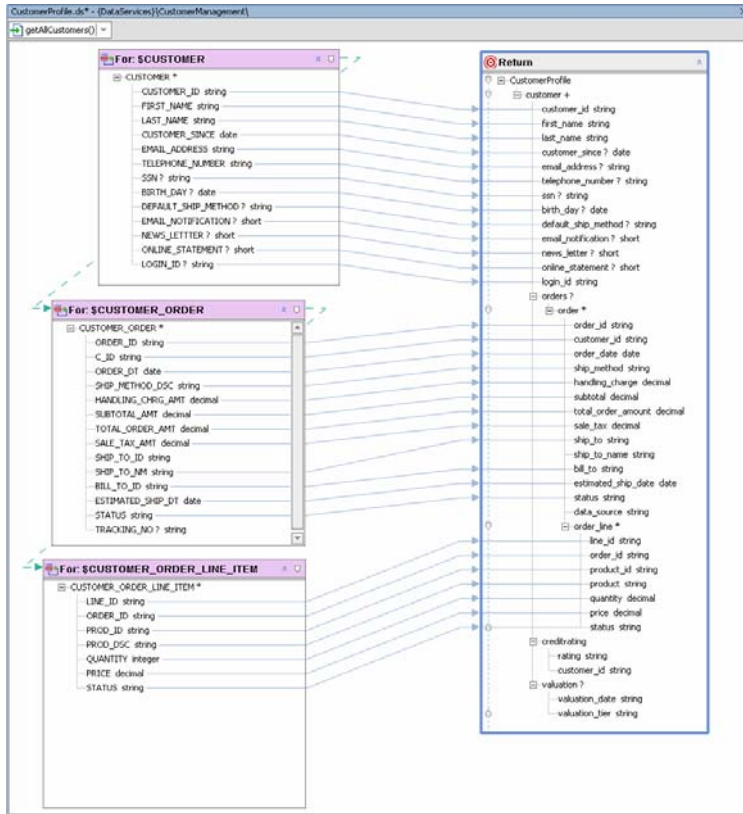 CustomerProfile.ds* - {DataServices}\CustomerManagement\
getAllCustomers()
For: $CUSTOMER
CUSTOMER *
CUSTOMER_ID string
FIRST_NAME string
LAST_NAME string
CUSTOMER_SINCE date
EMAIL_ADDRESS string
TELEPHONE_NUMBER string
SSN ? string
BIRTH_DAY ? date
DEFAULT_SHIP_METHOD ? string
EMAIL_NOTIFICATION ? short
NEWS_LETTTER ? short
ONLINE_STATEMENT ? short
LOGIN_ID ? string
For: $CUSTOMER_ORDER
CUSTOMER_ORDER *
ORDER_ID string
C_ID string
ORDER_DT date
SHIP_METHOD_DSC string
HANDLING_CHRG_AMT decimal
SUBTOTAL_AMT decimal
TOTAL_ORDER_AMT decimal
SALE_TAX_AMT decimal
SHIP_TO_ID string
SHIP_TO_NM string
BILL_TO_ID string
ESTIMATED_SHIP_DT date
STATUS string
TRACKING_NO ? string
For: $CUSTOMER_ORDER_LINE_ITEM
CUSTOMER_ORDER_LINE_ITEM *
LINE_ID string
ORDER_ID string
PROD_ID string
PROD_DSC string
QUANTITY integer
PRICE decimal
STATUS string
Return
CustomerProfile
customer +
customer_id string
first_name string
last_name string
customer_since ? date
email_address ? string
telephone_number ? string
ssn ? string
birth_day ? date
default_ship_method ? string
email_notification ? short
news_letter ? short
online_statement ? short
login_id string
orders ?
order *
order_id string
customer_id string
order_date date
ship_method string
handling_charge decimal
subtotal decimal
total_order_amount decimal
sale_tax decimal
ship_to string
ship_to_name string
bill_to string
estimated_ship_date date
status string
data_source string
order_line *
line_id string
order_id string
product_id string
product string
quantity decimal
price decimal
status string
creditrating
rating string
customer_id string
valuation ?
valuation_date string
valuation_tier string